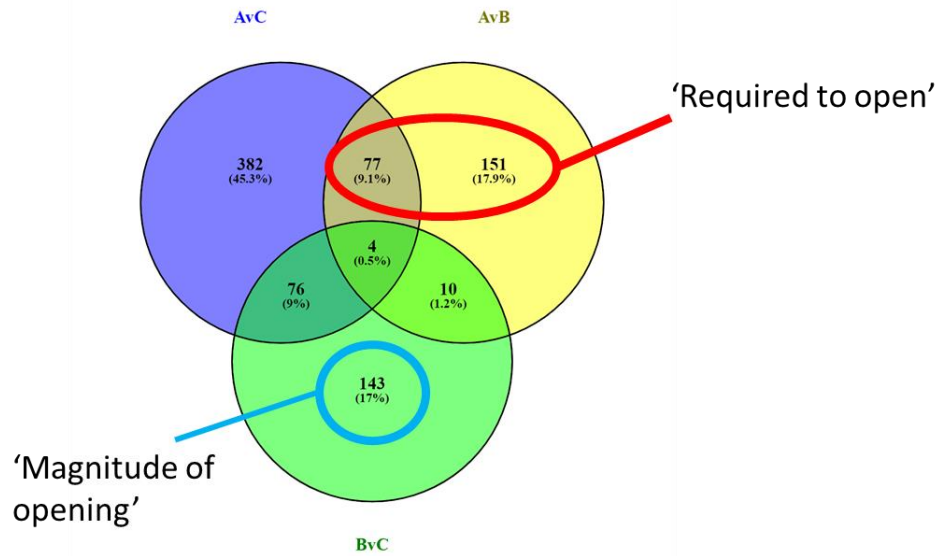 AvC
AvB
'Required to open'
382
(45.3%)
77
(9.1%)
151
(17.9%)
4
(0.5%)
76
(9%)
10
(1.2%)
143
(17%)
'Magnitude of
opening'
BvC